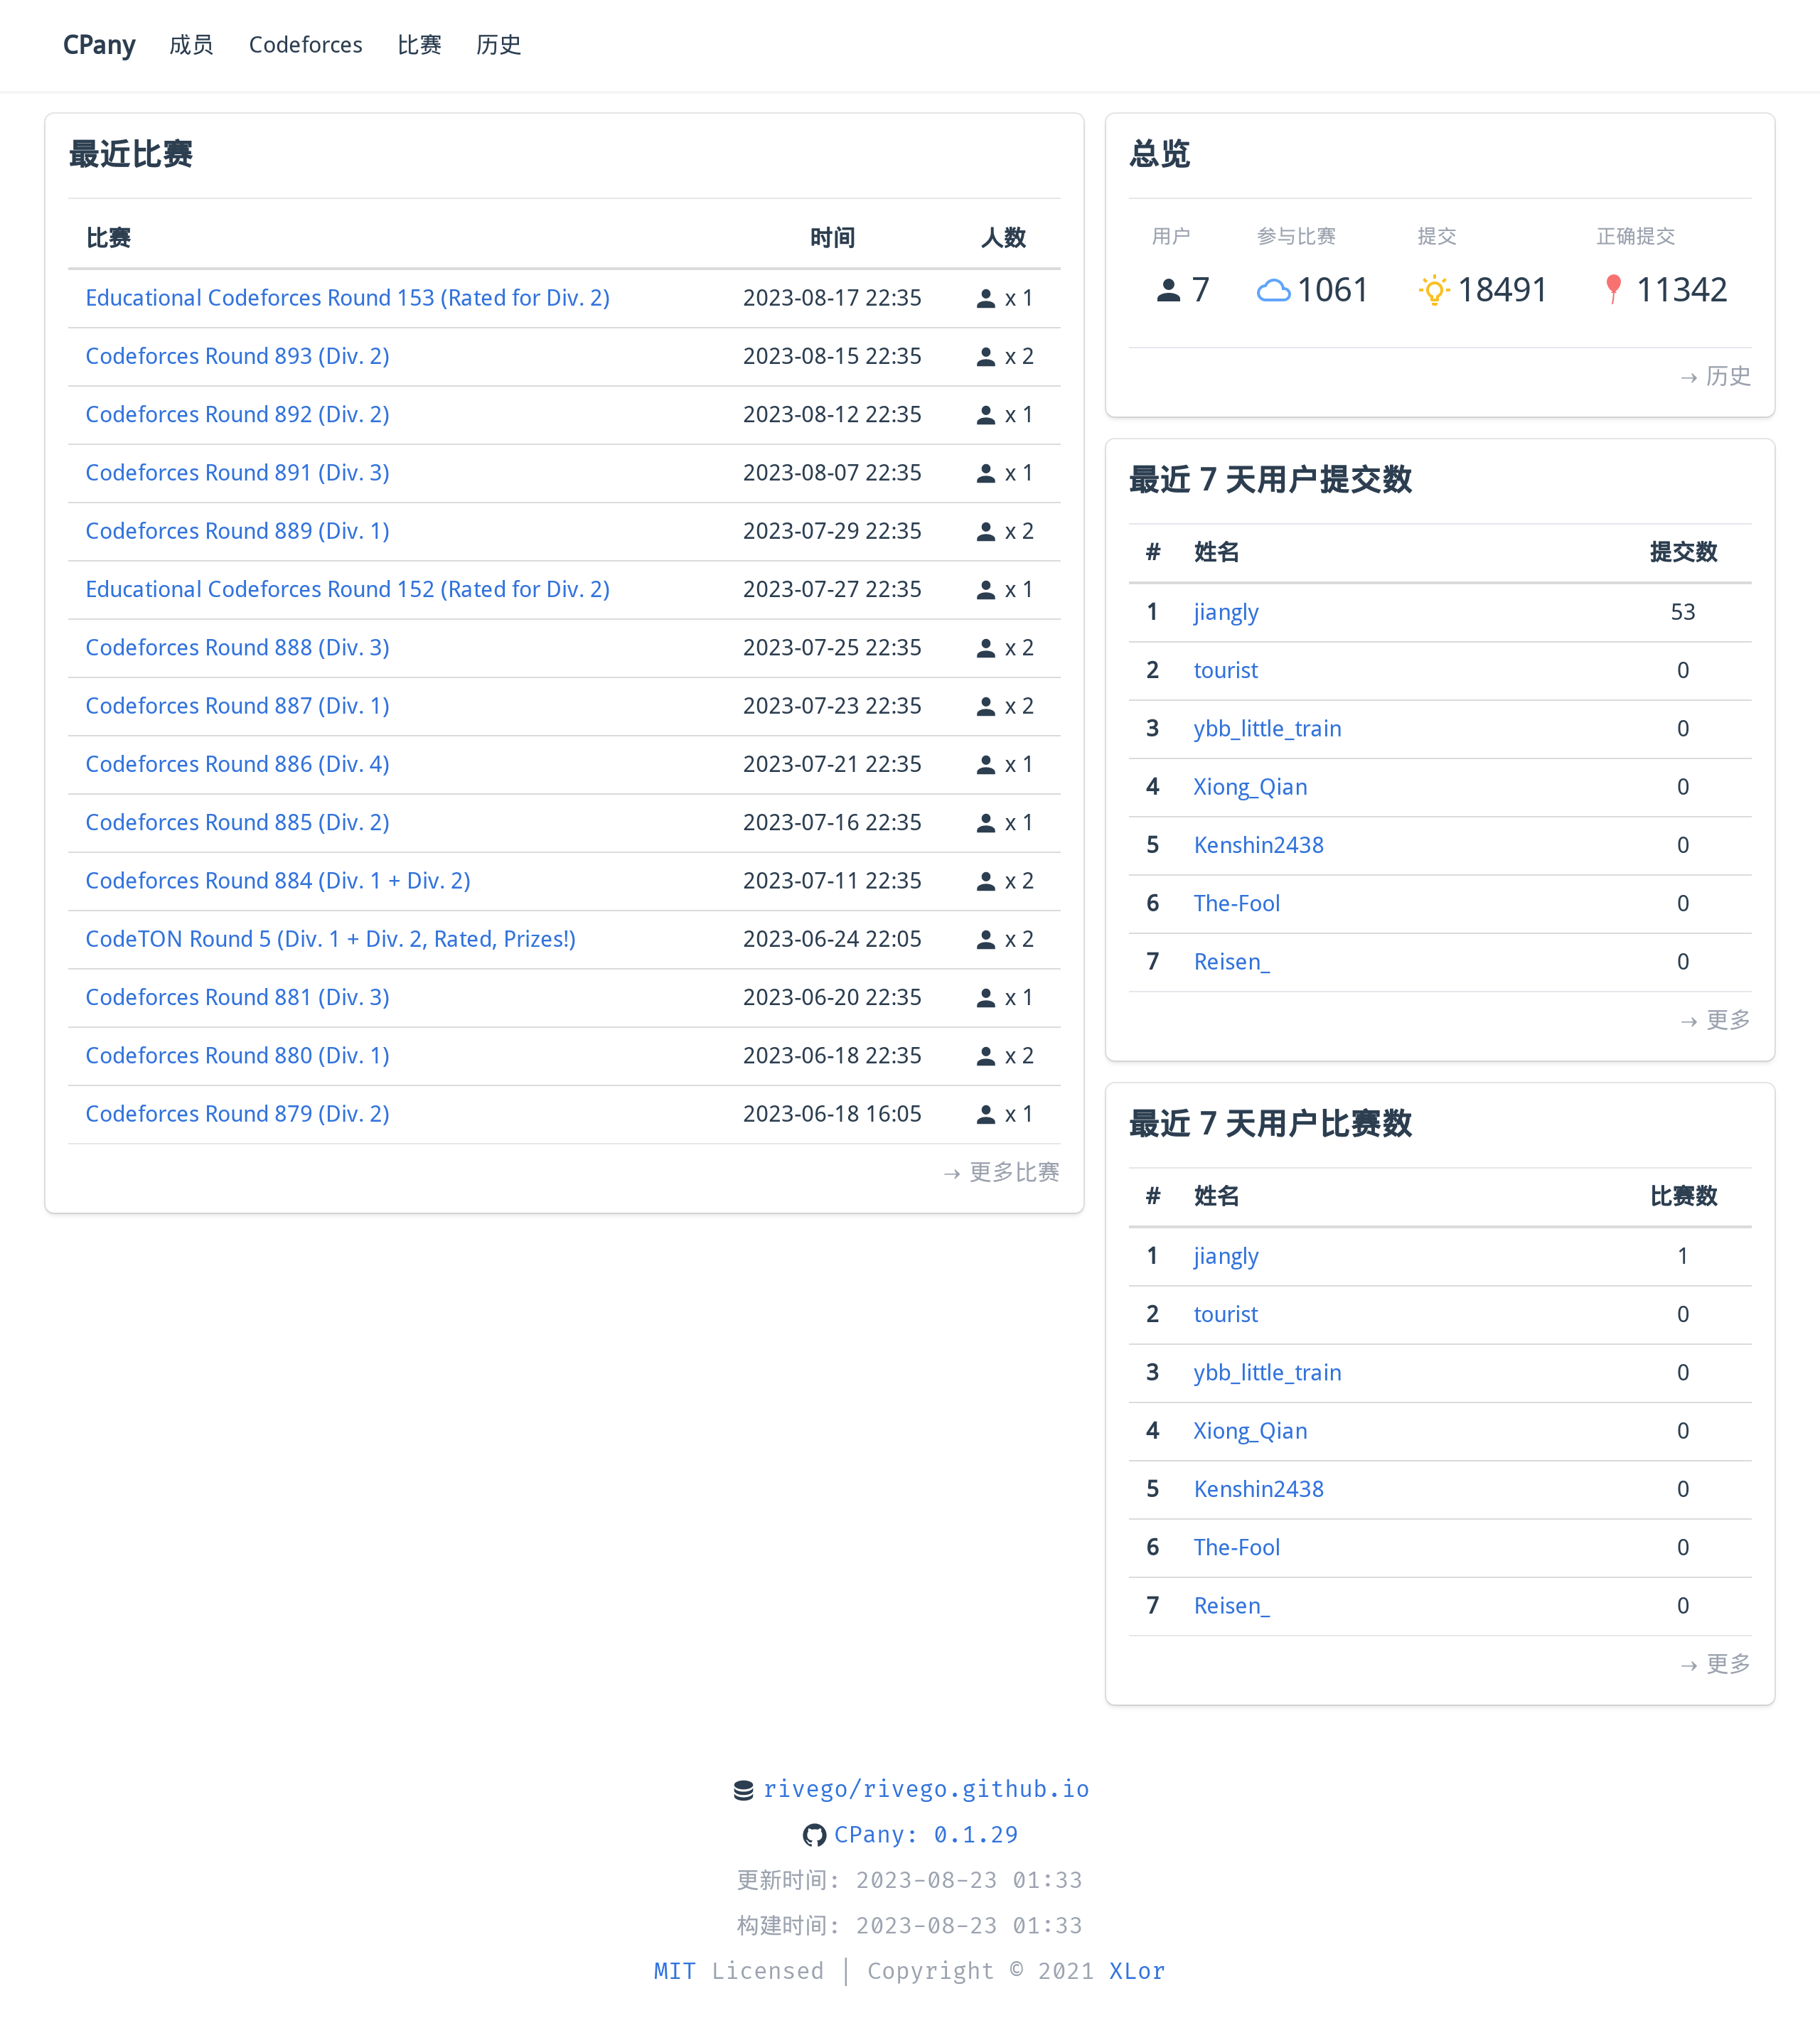 CPany 成员 Codeforces 比赛 历史
最近比赛
比赛 时间 人数
Educational Codeforces Round 153 (Rated for Div. 2) 2023-08-17 22:35 x 1
Codeforces Round 893 (Div. 2) 2023-08-15 22:35 x 2
Codeforces Round 892 (Div. 2) 2023-08-12 22:35 x 1
Codeforces Round 891 (Div. 3) 2023-08-07 22:35 x 1
Codeforces Round 889 (Div. 1) 2023-07-29 22:35 x 2
Educational Codeforces Round 152 (Rated for Div. 2) 2023-07-27 22:35 x 1
Codeforces Round 888 (Div. 3) 2023-07-25 22:35 x 2
Codeforces Round 887 (Div. 1) 2023-07-23 22:35 x 2
Codeforces Round 886 (Div. 4) 2023-07-21 22:35 x 1
Codeforces Round 885 (Div. 2) 2023-07-16 22:35 x 1
Codeforces Round 884 (Div. 1 + Div. 2) 2023-07-11 22:35 x 2
CodeTON Round 5 (Div. 1 + Div. 2, Rated, Prizes!) 2023-06-24 22:05 x 2
Codeforces Round 881 (Div. 3) 2023-06-20 22:35 x 1
Codeforces Round 880 (Div. 1) 2023-06-18 22:35 x 2
Codeforces Round 879 (Div. 2) 2023-06-18 16:05 x 1
→ 更多比赛
总览
用户 参与比赛 提交 正确提交
7 1061 18491 11342
→ 历史
最近 7 天用户提交数
# 姓名 提交数
1 jiangly 53
2 tourist 0
3 ybb_little_train 0
4 Xiong_Qian 0
5 Kenshin2438 0
6 The-Fool 0
7 Reisen_ 0
→ 更多
最近 7 天用户比赛数
# 姓名 比赛数
1 jiangly 1
2 tourist 0
3 ybb_little_train 0
4 Xiong_Qian 0
5 Kenshin2438 0
6 The-Fool 0
7 Reisen_ 0
→ 更多
rivego/rivego.github.io
CPany: 0.1.29
更新时间: 2023-08-23 01:33
构建时间: 2023-08-23 01:33
MIT Licensed | Copyright © 2021 XLor